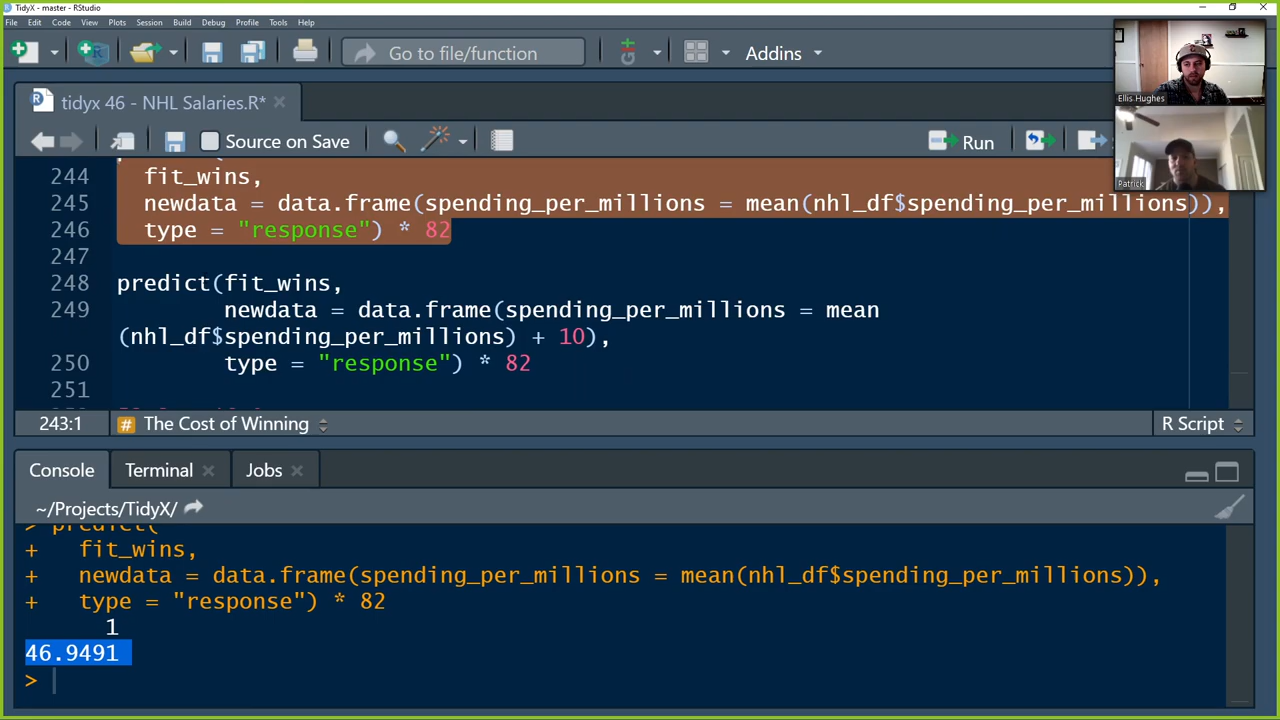 TidyX - master - RStudio
File Edit Code View Plots Session Build Debug Profile Tools Help
Go to file/function Addins
Ellis Hughes
Patrick
tidyx 46 - NHL Salaries.R*
Source on Save Run
244 fit_wins,
245 newdata = data.frame(spending_per_millions = mean(nhl_df$spending_per_millions)),
246 type = "response") * 82
247
248 predict(fit_wins,
249 newdata = data.frame(spending_per_millions = mean
(nhl_df$spending_per_millions) + 10),
250 type = "response") * 82
251
243:1 # The Cost of Winning R Script
Console Terminal Jobs
~/Projects/TidyX/
> predict(
+ fit_wins,
+ newdata = data.frame(spending_per_millions = mean(nhl_df$spending_per_millions)),
+ type = "response") * 82
1
46.9491
>